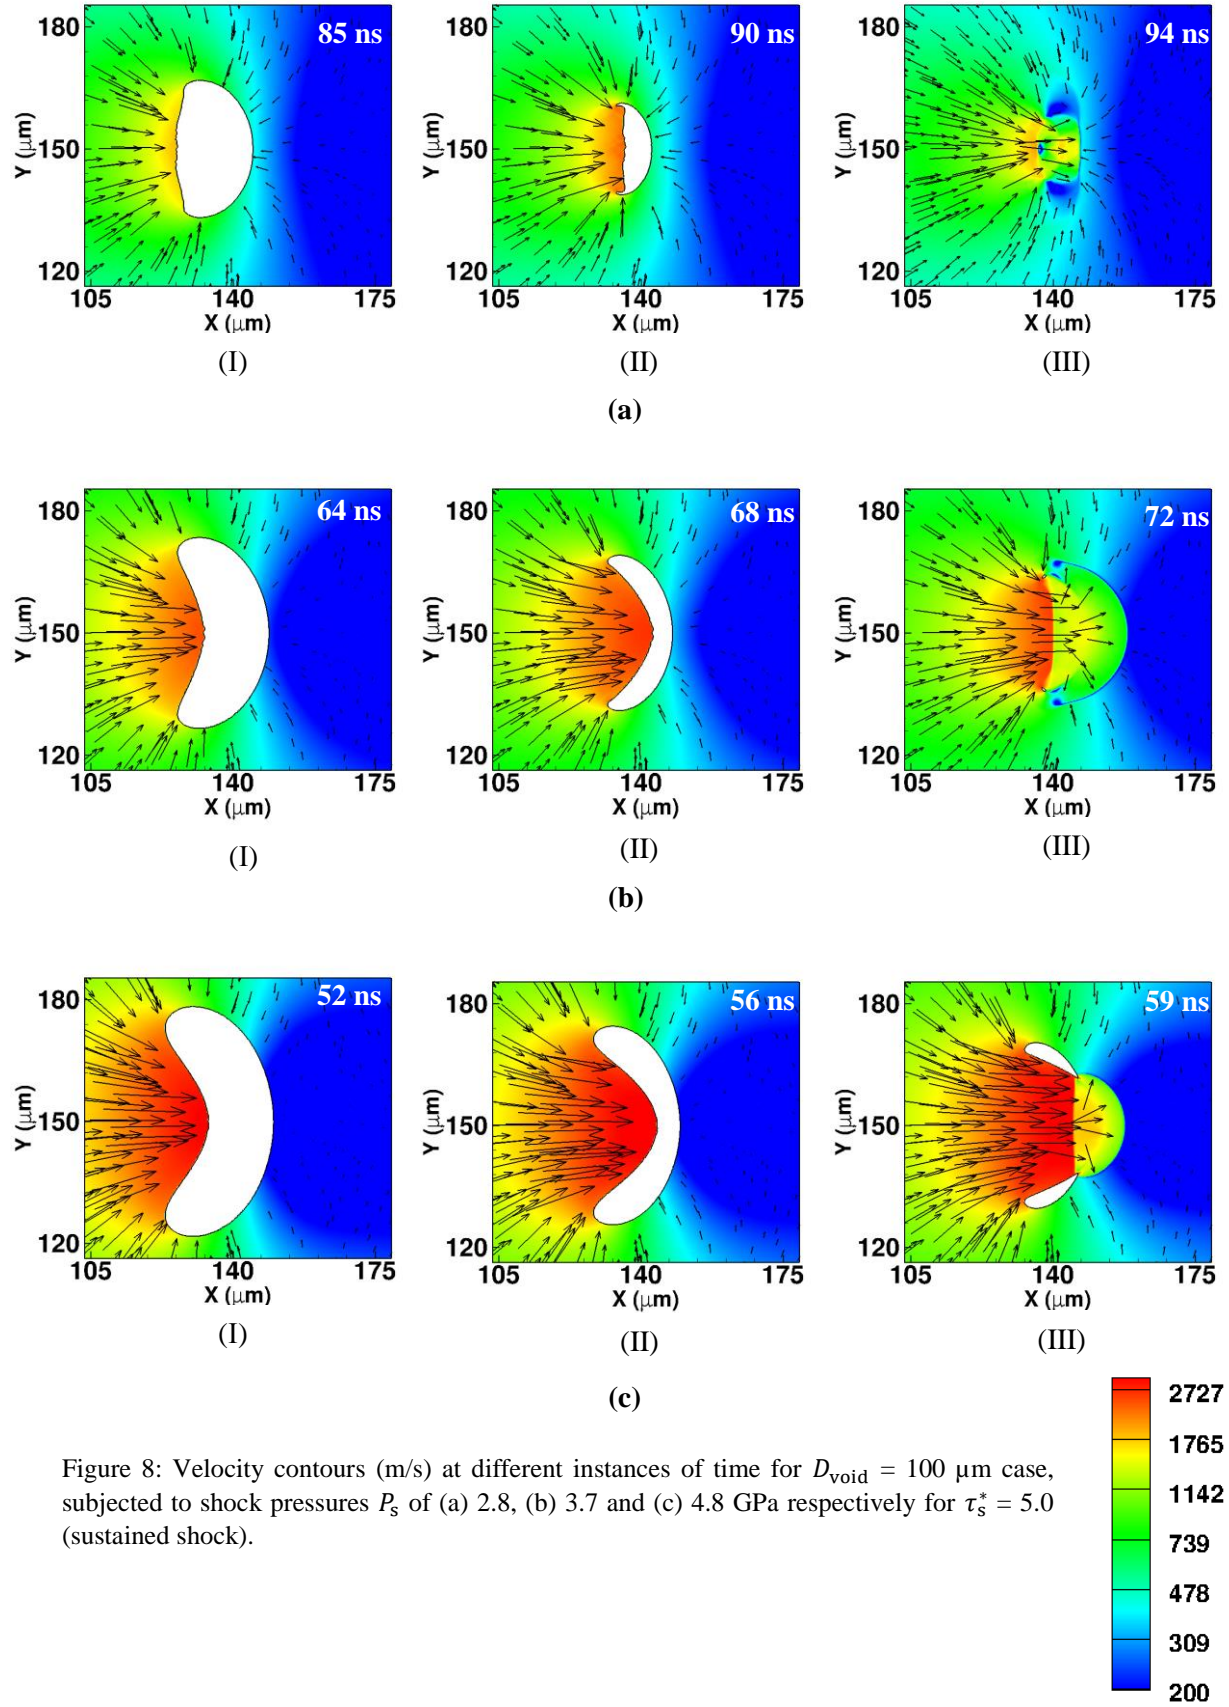 180
150
120
Y (μm)
85 ns
105
140
175
X (μm)
(I)
180
150
120
Y (μm)
90 ns
105
140
175
X (μm)
(II)
180
150
120
Y (μm)
94 ns
105
140
175
X (μm)
(III)
(a)
180
150
120
Y (μm)
64 ns
105
140
175
X (μm)
(I)
180
150
120
Y (μm)
68 ns
105
140
175
X (μm)
(II)
180
150
120
Y (μm)
72 ns
105
140
175
X (μm)
(III)
(b)
180
150
120
Y (μm)
52 ns
105
140
175
X (μm)
(I)
180
150
120
Y (μm)
56 ns
105
140
175
X (μm)
(II)
180
150
120
Y (μm)
59 ns
105
140
175
X (μm)
(III)
(c)
2727
1765
1142
739
478
309
200
Figure 8: Velocity contours (m/s) at different instances of time for D_void = 100 μm case,
subjected to shock pressures P_s of (a) 2.8, (b) 3.7 and (c) 4.8 GPa respectively for τ_s^* = 5.0
(sustained shock).